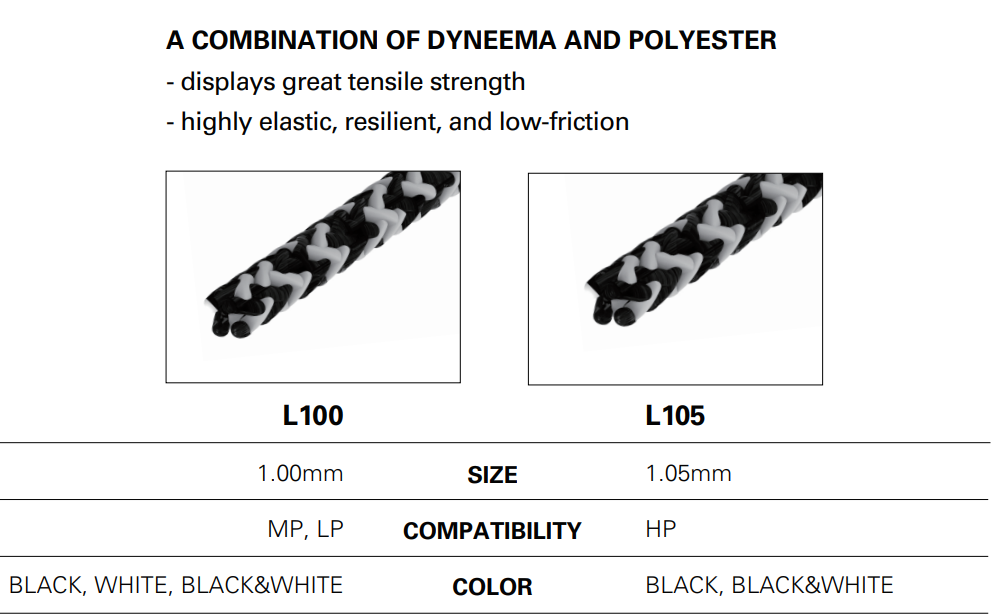 A COMBINATION OF DYNEEMA AND POLYESTER
- displays great tensile strength
- highly elastic, resilient, and low-friction
L100 L105
1.00mm SIZE 1.05mm
MP, LP COMPATIBILITY HP
BLACK, WHITE, BLACK&WHITE COLOR BLACK, BLACK&WHITE